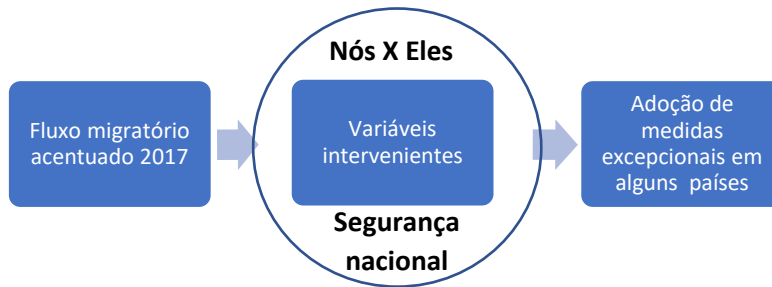 Nós X Eles
Fluxo migratório
acentuado 2017
Variáveis
intervenientes
Adoção de
medidas
excepcionais em
alguns países
Segurança
nacional